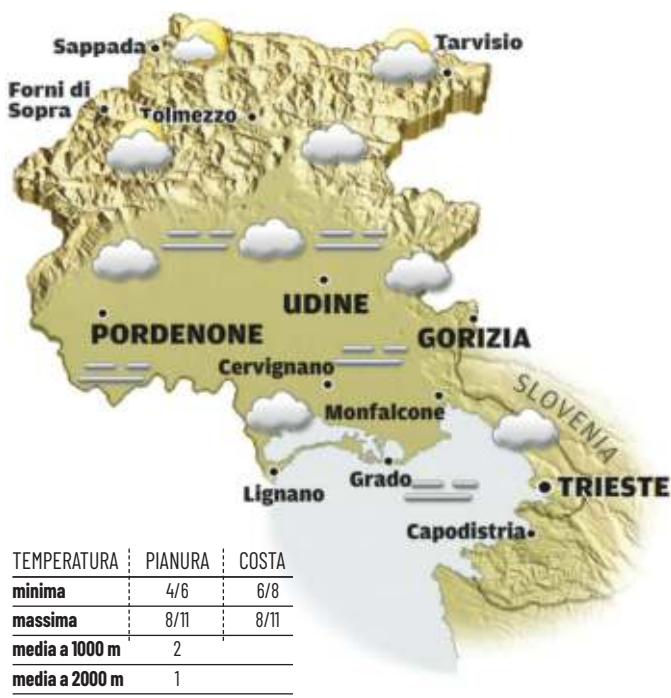 Sappada
Tarvisio
Forni di
Sopra
Tolmezzo
UDINE
PORDENONE
GORIZIA
Cervignano
Monfalcone
SLOVENIA
Grado
Lignano
TRIESTE
Capodistria
TEMPERATURA PIANURA COSTA
minima 4/6 6/8
massima 8/11 8/11
media a 1000 m 2
media a 2000 m 1